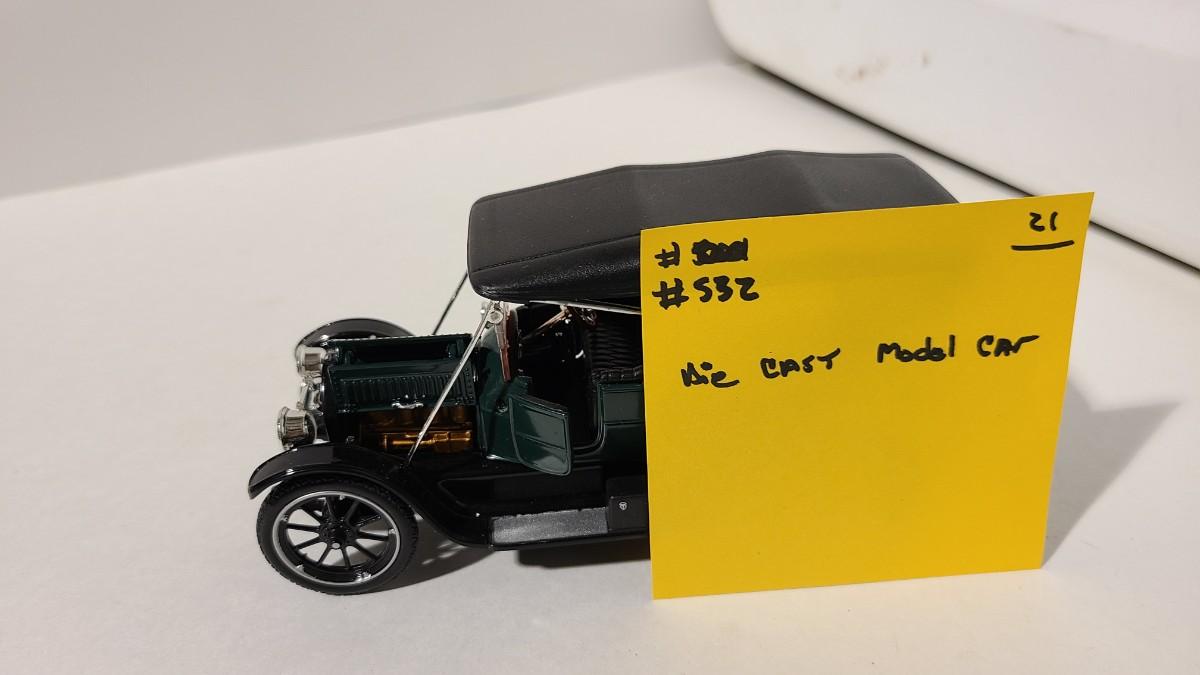 21
#
#532
Die CAST Model CAr